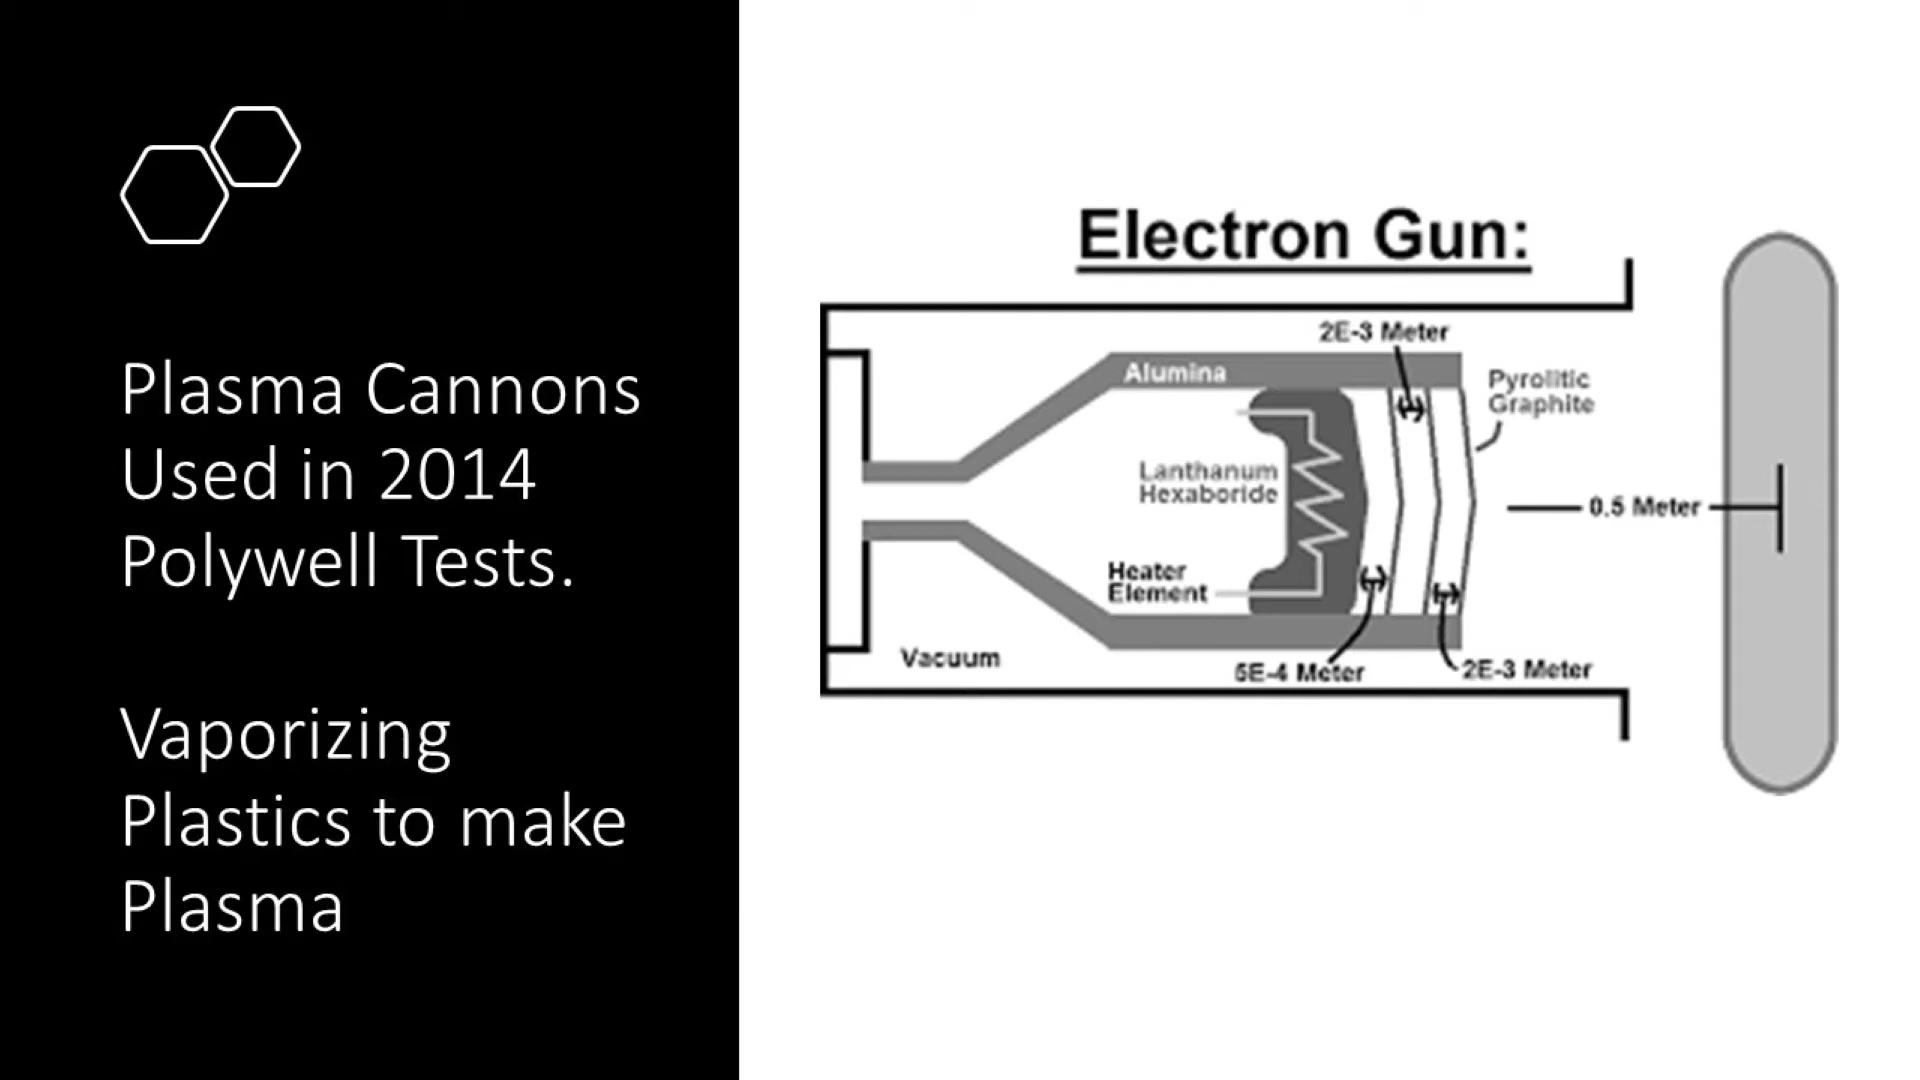 Plasma Cannons
Used in 2014
Polywell Tests.
Vaporizing
Plastics to make
Plasma
Electron Gun:
2E-3 Meter
Alumina
Pyrolitic
Graphite
Lanthanum
Hexaboride
0.5 Meter
Heater
Element
Vacuum
5E-4 Meter
2E-3 Meter